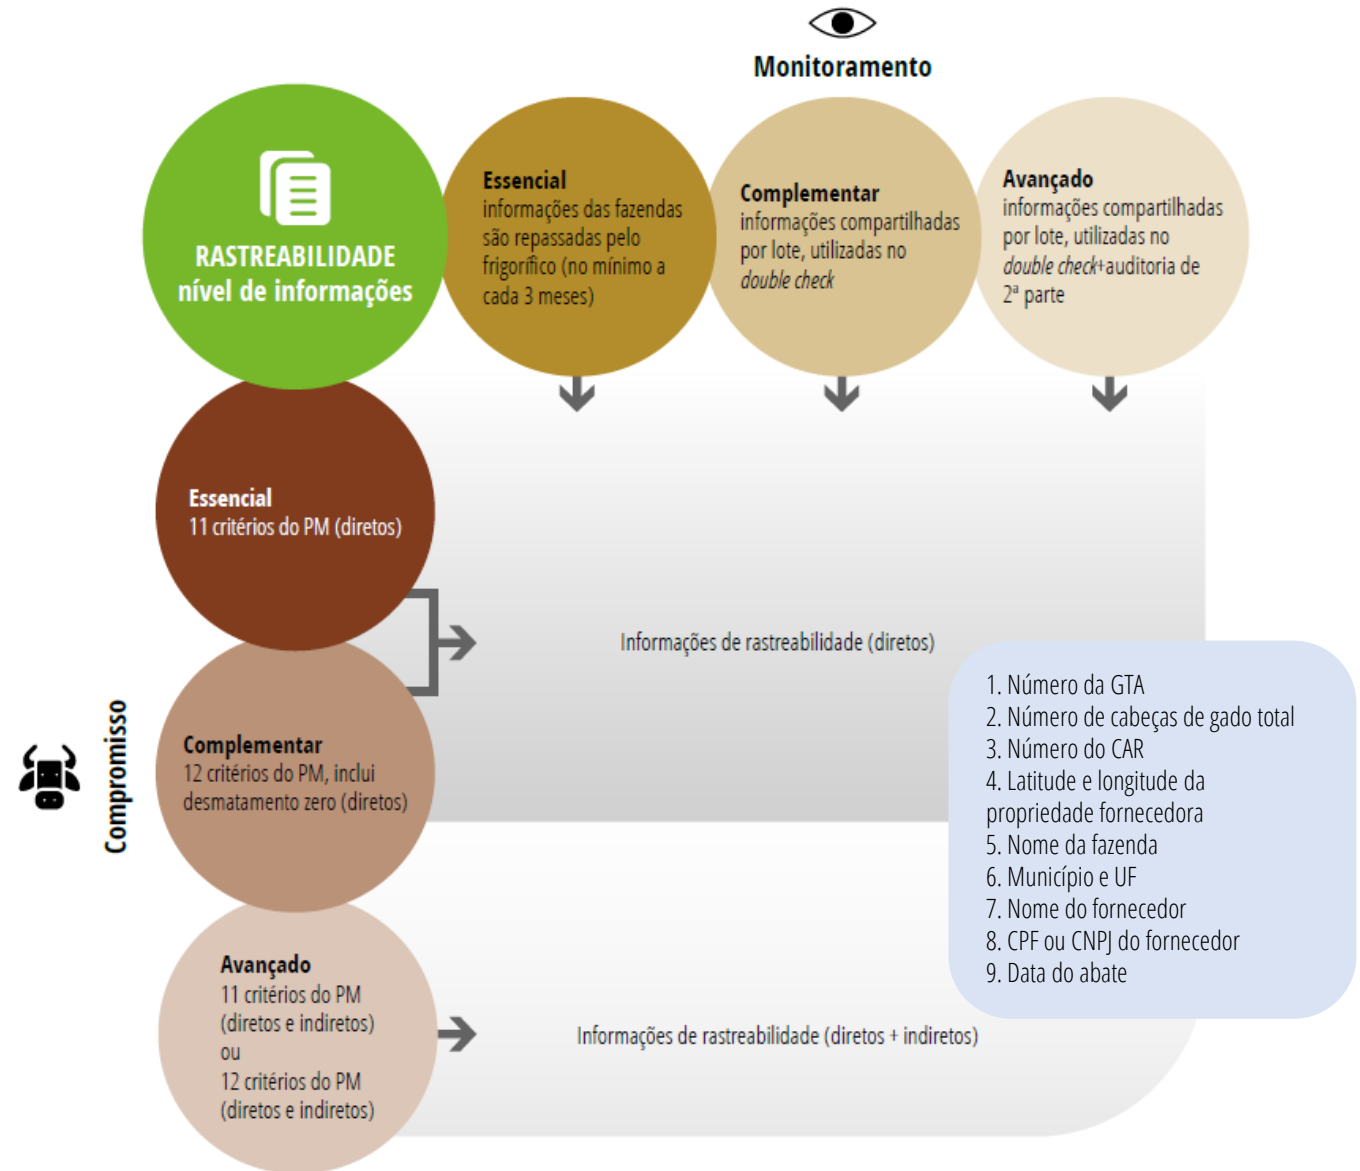 Monitoramento
RASTREABILIDADE
nível de informações
Essencial
informações das fazendas
são repassadas pelo
frigorífico (no mínimo a
cada 3 meses)
Complementar
informações compartilhadas
por lote, utilizadas no
double check
Avançado
informações compartilhadas
por lote, utilizadas no
double check+auditoria de
2ª parte
Essencial
11 critérios do PM (diretos)
Informações de rastreabilidade (diretos)
Compromisso
Complementar
12 critérios do PM, inclui
desmatamento zero (diretos)
1. Número da GTA
2. Número de cabeças de gado total
3. Número do CAR
4. Latitude e longitude da
propriedade fornecedora
5. Nome da fazenda
6. Município e UF
7. Nome do fornecedor
8. CPF ou CNPJ do fornecedor
9. Data do abate
Avançado
11 critérios do PM
(diretos e indiretos)
ou
12 critérios do PM
(diretos e indiretos)
Informações de rastreabilidade (diretos + indiretos)